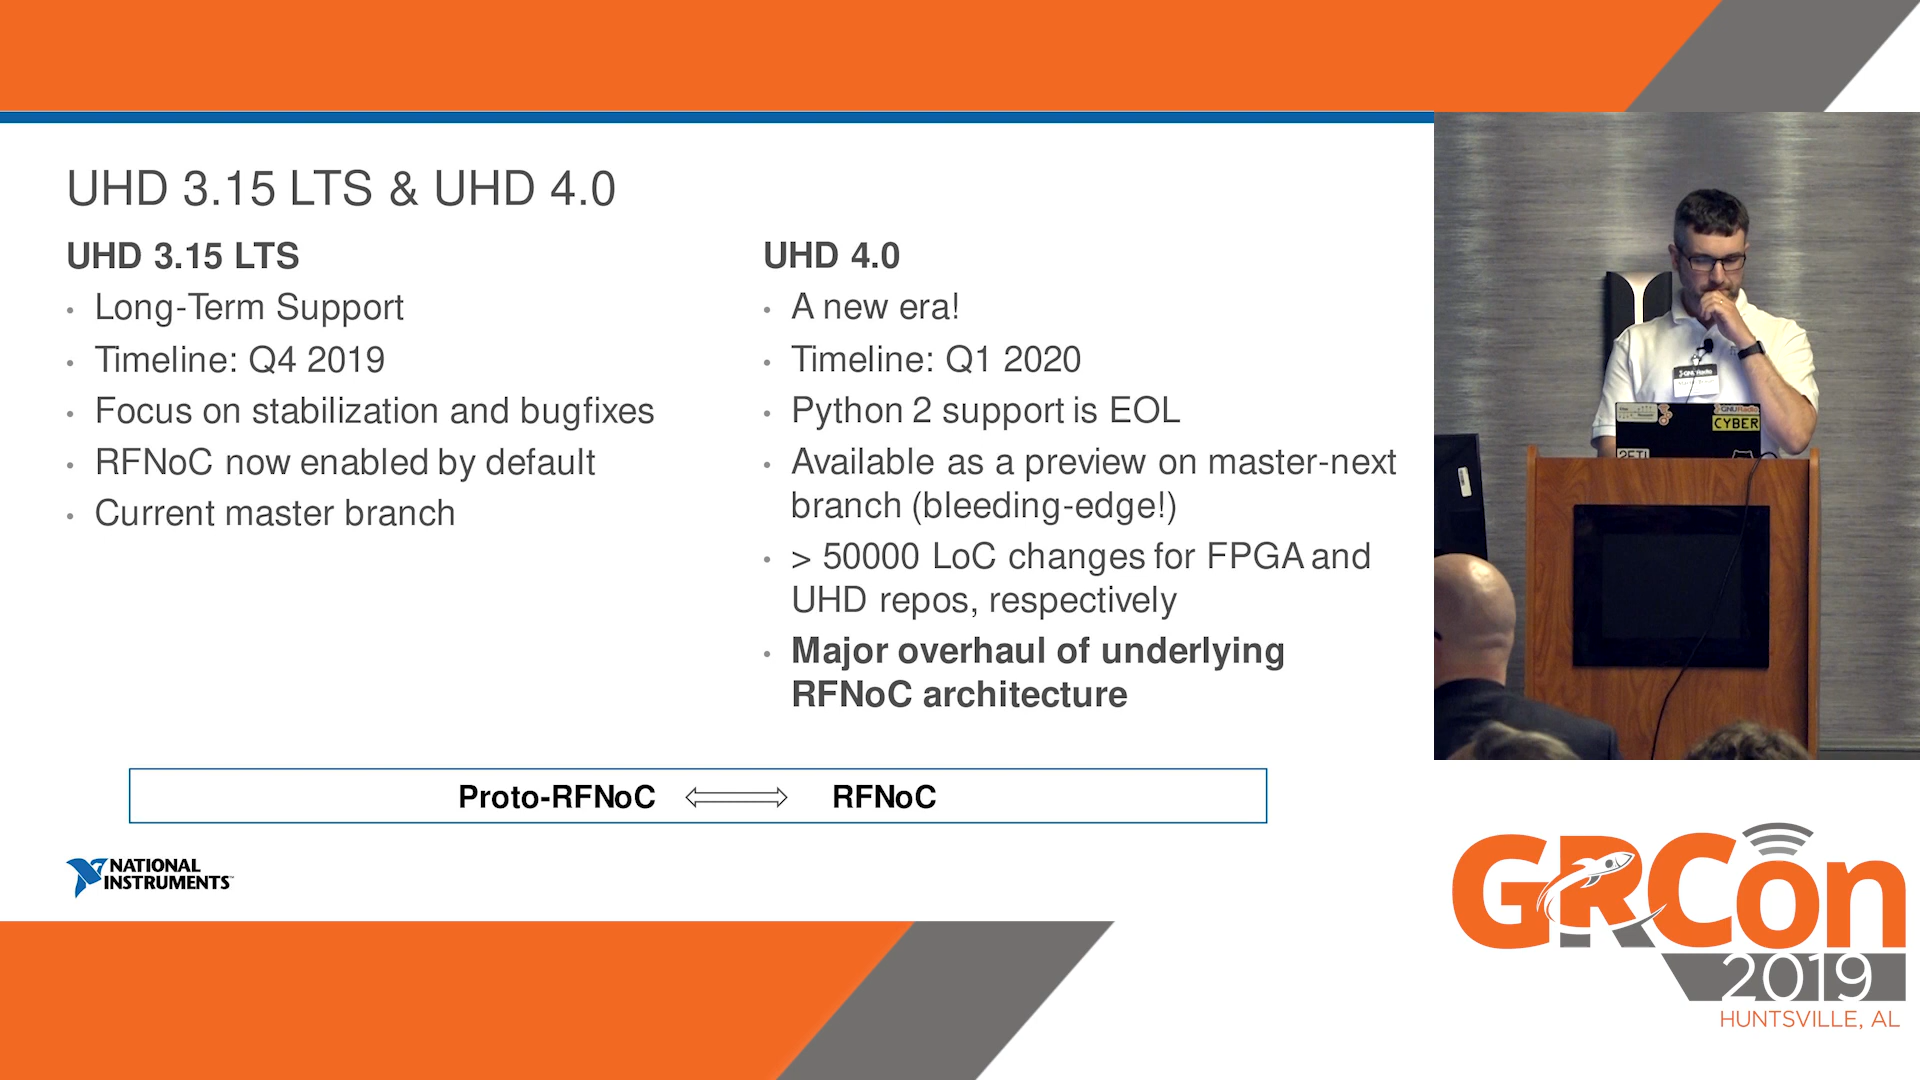 UHD 3.15 LTS & UHD 4.0
UHD 3.15 LTS
• Long-Term Support
• Timeline: Q4 2019
• Focus on stabilization and bugfixes
• RFNoC now enabled by default
• Current master branch
UHD 4.0
• A new era!
• Timeline: Q1 2020
• Python 2 support is EOL
• Available as a preview on master-next
branch (bleeding-edge!)
• > 50000 LoC changes for FPGA and
UHD repos, respectively
• Major overhaul of underlying
RFNoC architecture
Proto-RFNoC RFNoC
NATIONAL
INSTRUMENTS
GNU Radio
GNURadio
CYBER
SETI
GRCon
2019
HUNTSVILLE, AL